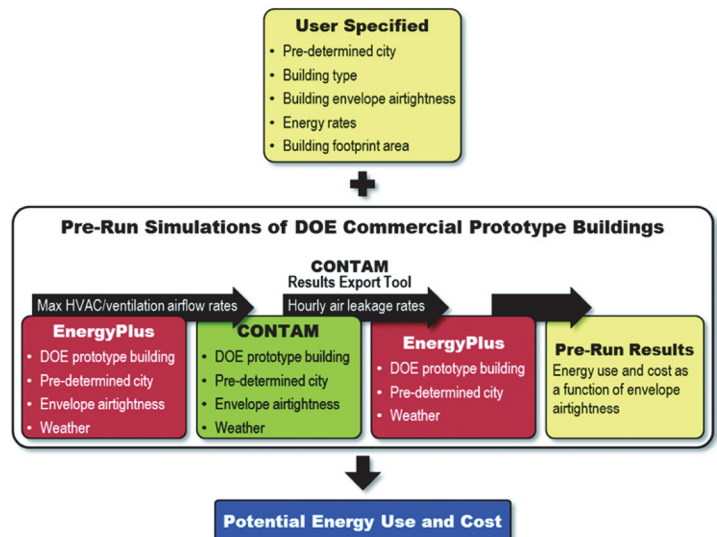 User Specified
• Pre-determined city
• Building type
• Building envelope airtightness
• Energy rates
• Building footprint area
Pre-Run Simulations of DOE Commercial Prototype Buildings
CONTAM
Results Export Tool
Max HVAC/ventilation airflow rates
Hourly air leakage rates
EnergyPlus
• DOE prototype building
• Pre-determined city
• Envelope airtightness
• Weather
CONTAM
• DOE prototype building
• Pre-determined city
• Envelope airtightness
• Weather
EnergyPlus
• DOE prototype building
• Pre-determined city
• Weather
Pre-Run Results
Energy use and cost as
a function of envelope
airtightness
Potential Energy Use and Cost